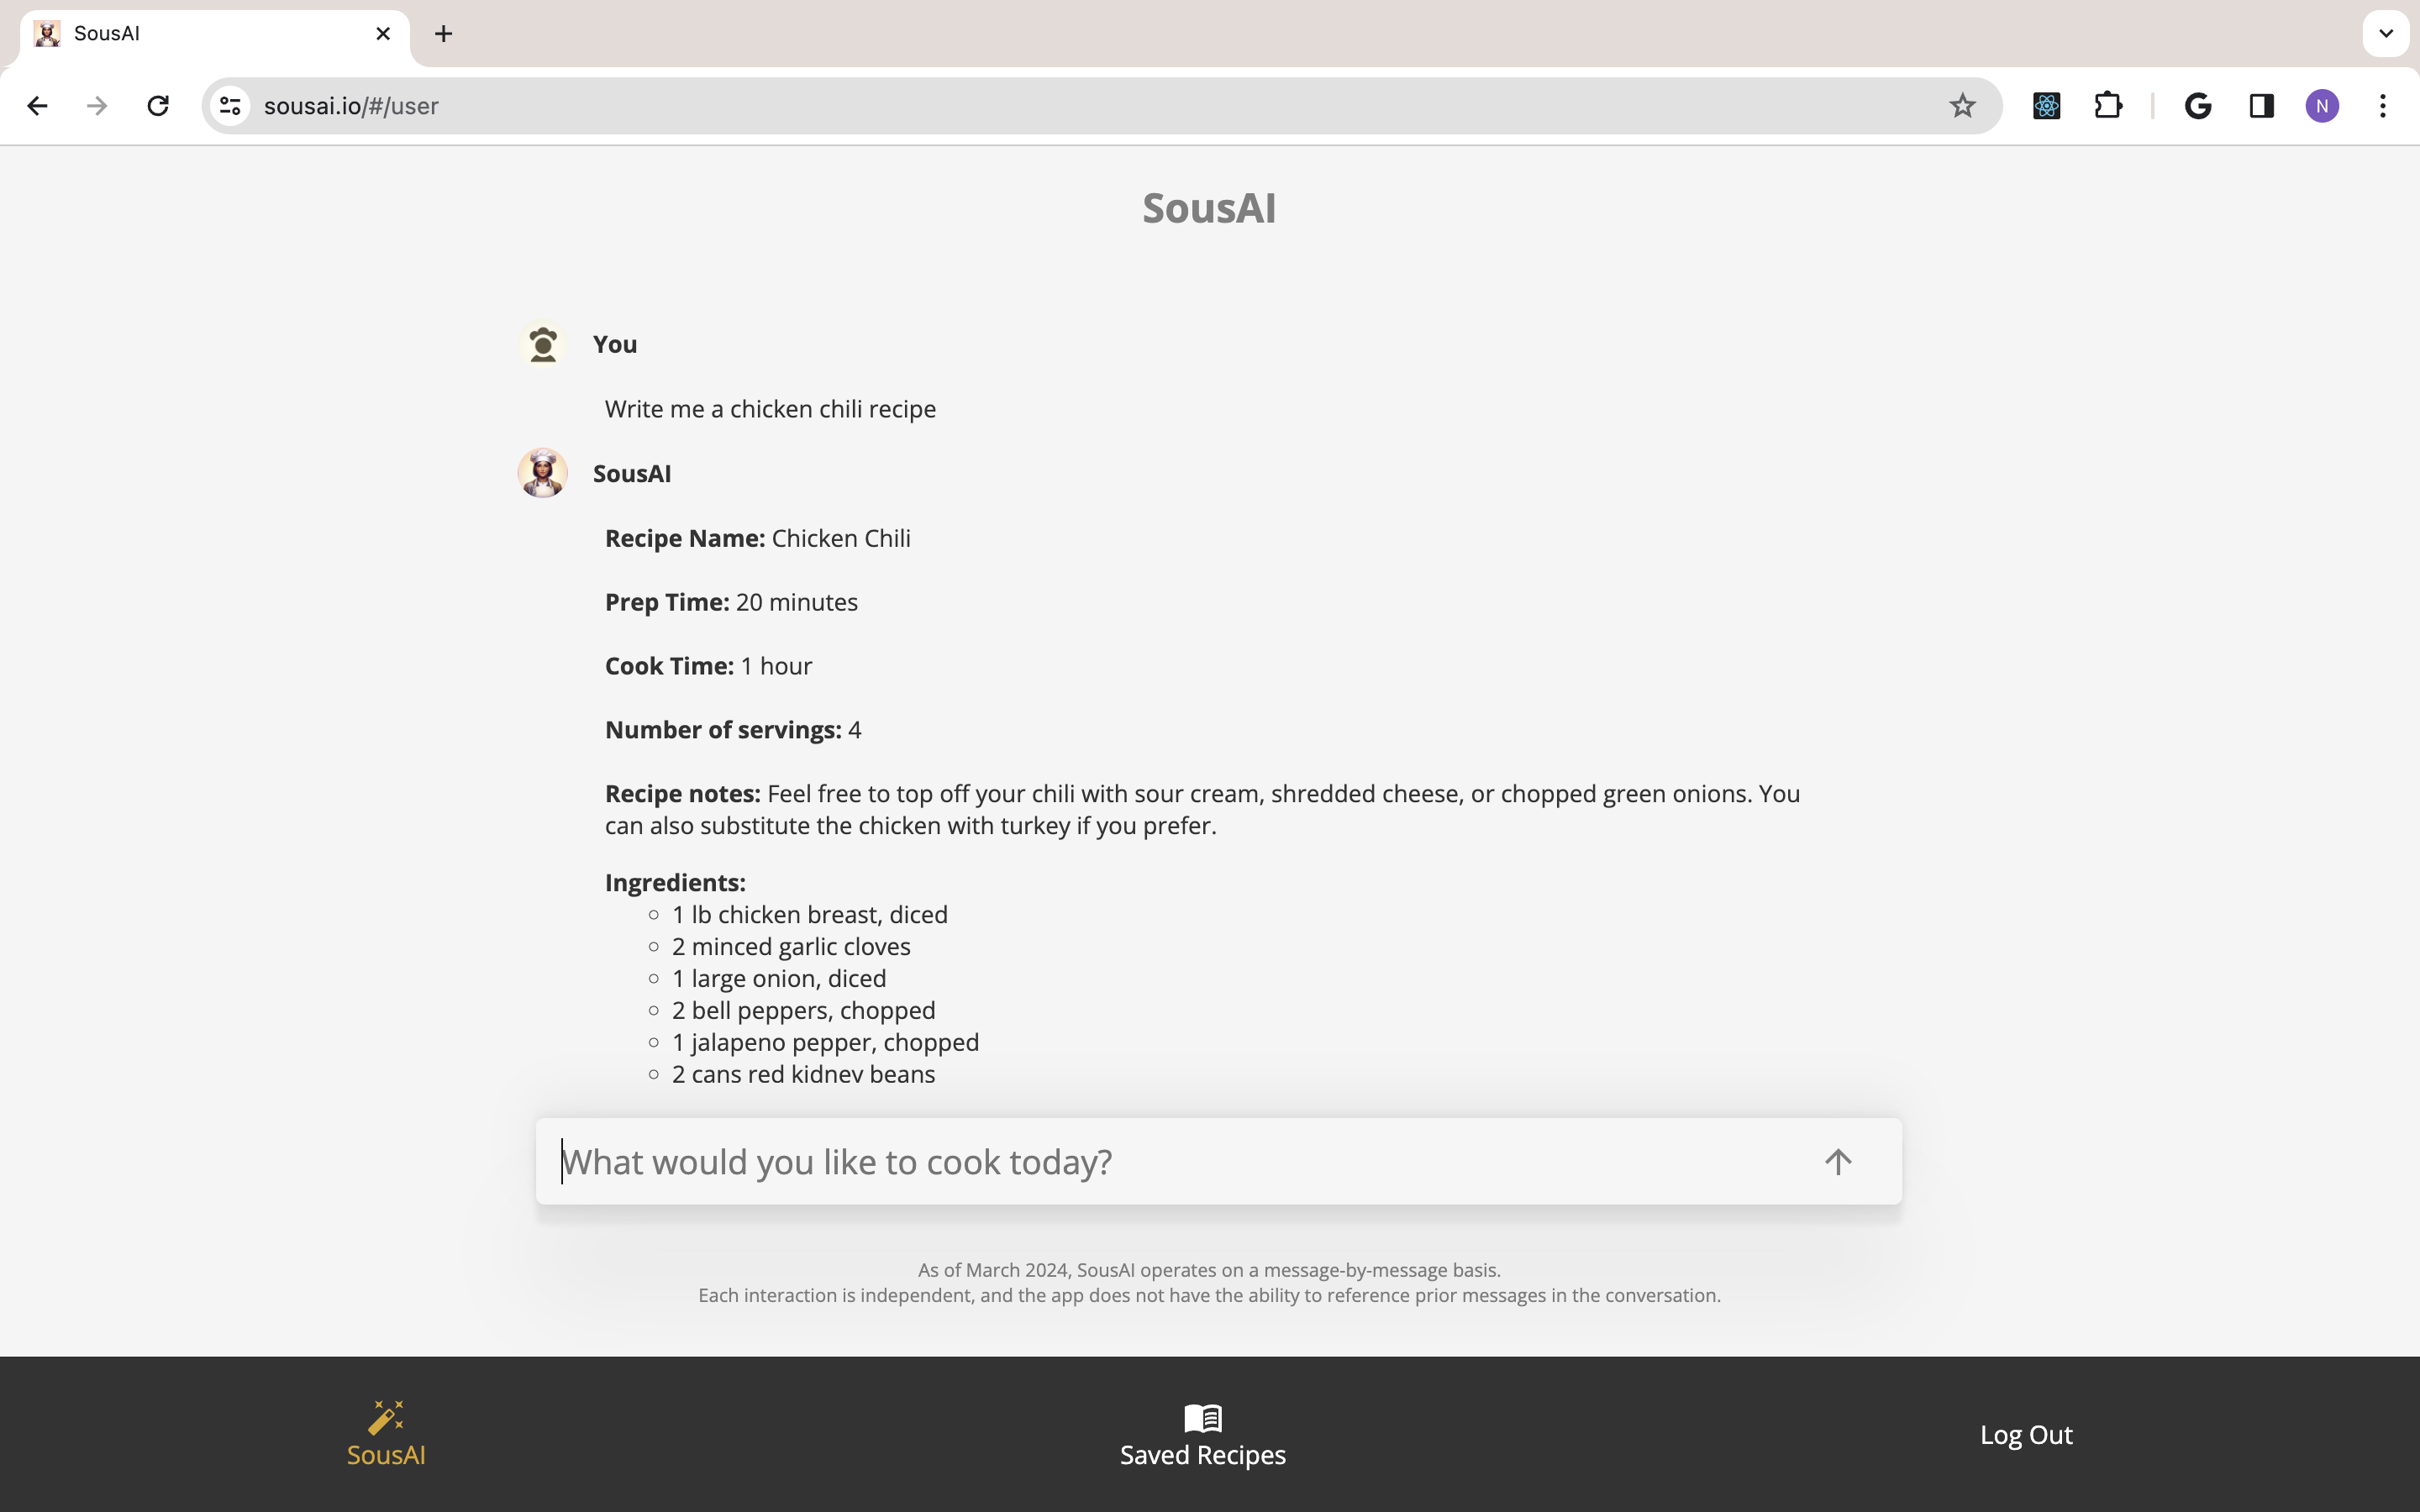 SousAI
sousai.io/#/user
N
SousAI
You
Write me a chicken chili recipe
SousAI
Recipe Name: Chicken Chili
Prep Time: 20 minutes
Cook Time: 1 hour
Number of servings: 4
Recipe notes: Feel free to top off your chili with sour cream, shredded cheese, or chopped green onions. You
can also substitute the chicken with turkey if you prefer.
Ingredients:
1 lb chicken breast, diced
2 minced garlic cloves
1 large onion, diced
2 bell peppers, chopped
1 jalapeno pepper, chopped
2 cans red kidney beans
What would you like to cook today?
As of March 2024, SousAI operates on a message-by-message basis.
Each interaction is independent, and the app does not have the ability to reference prior messages in the conversation.
SousAI
Saved Recipes
Log Out